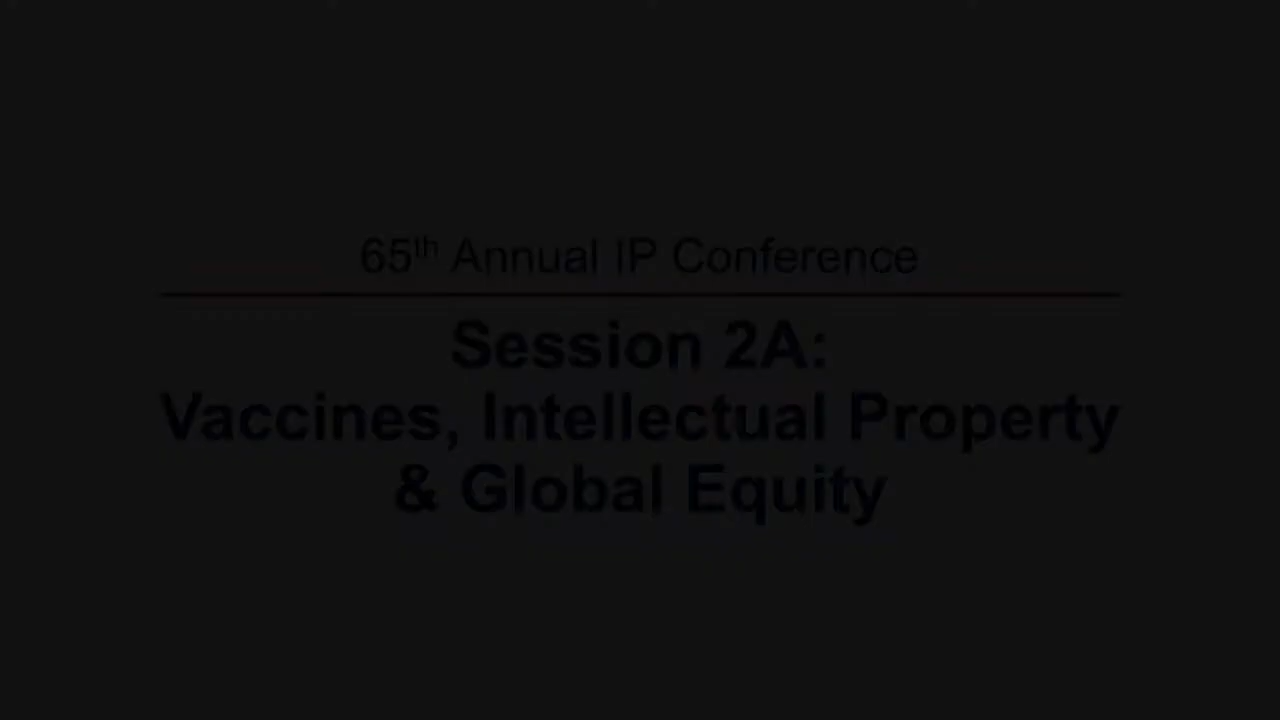 65th Annual IP Conference
Session 2A:
Vaccines, Intellectual Property
& Global Equity